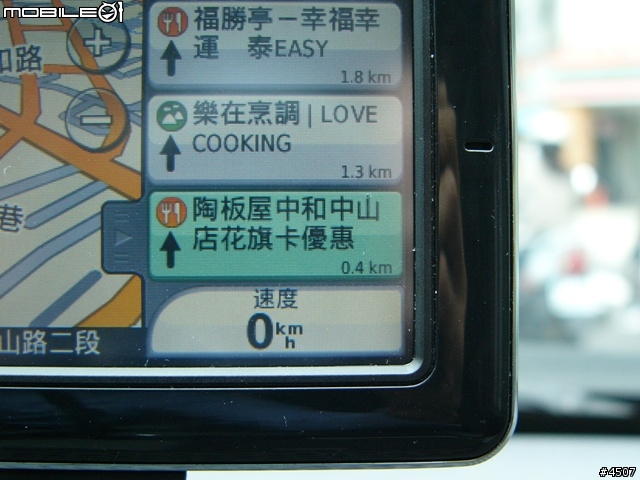 MOBILE01
福勝亭－幸福幸
運　泰EASY
1.8 km
和路
樂在烹調 | LOVE
COOKING
1.3 km
陶板屋中和中山
店花旗卡優惠
0.4 km
巷
速度
0 km
h
山路二段
#4507